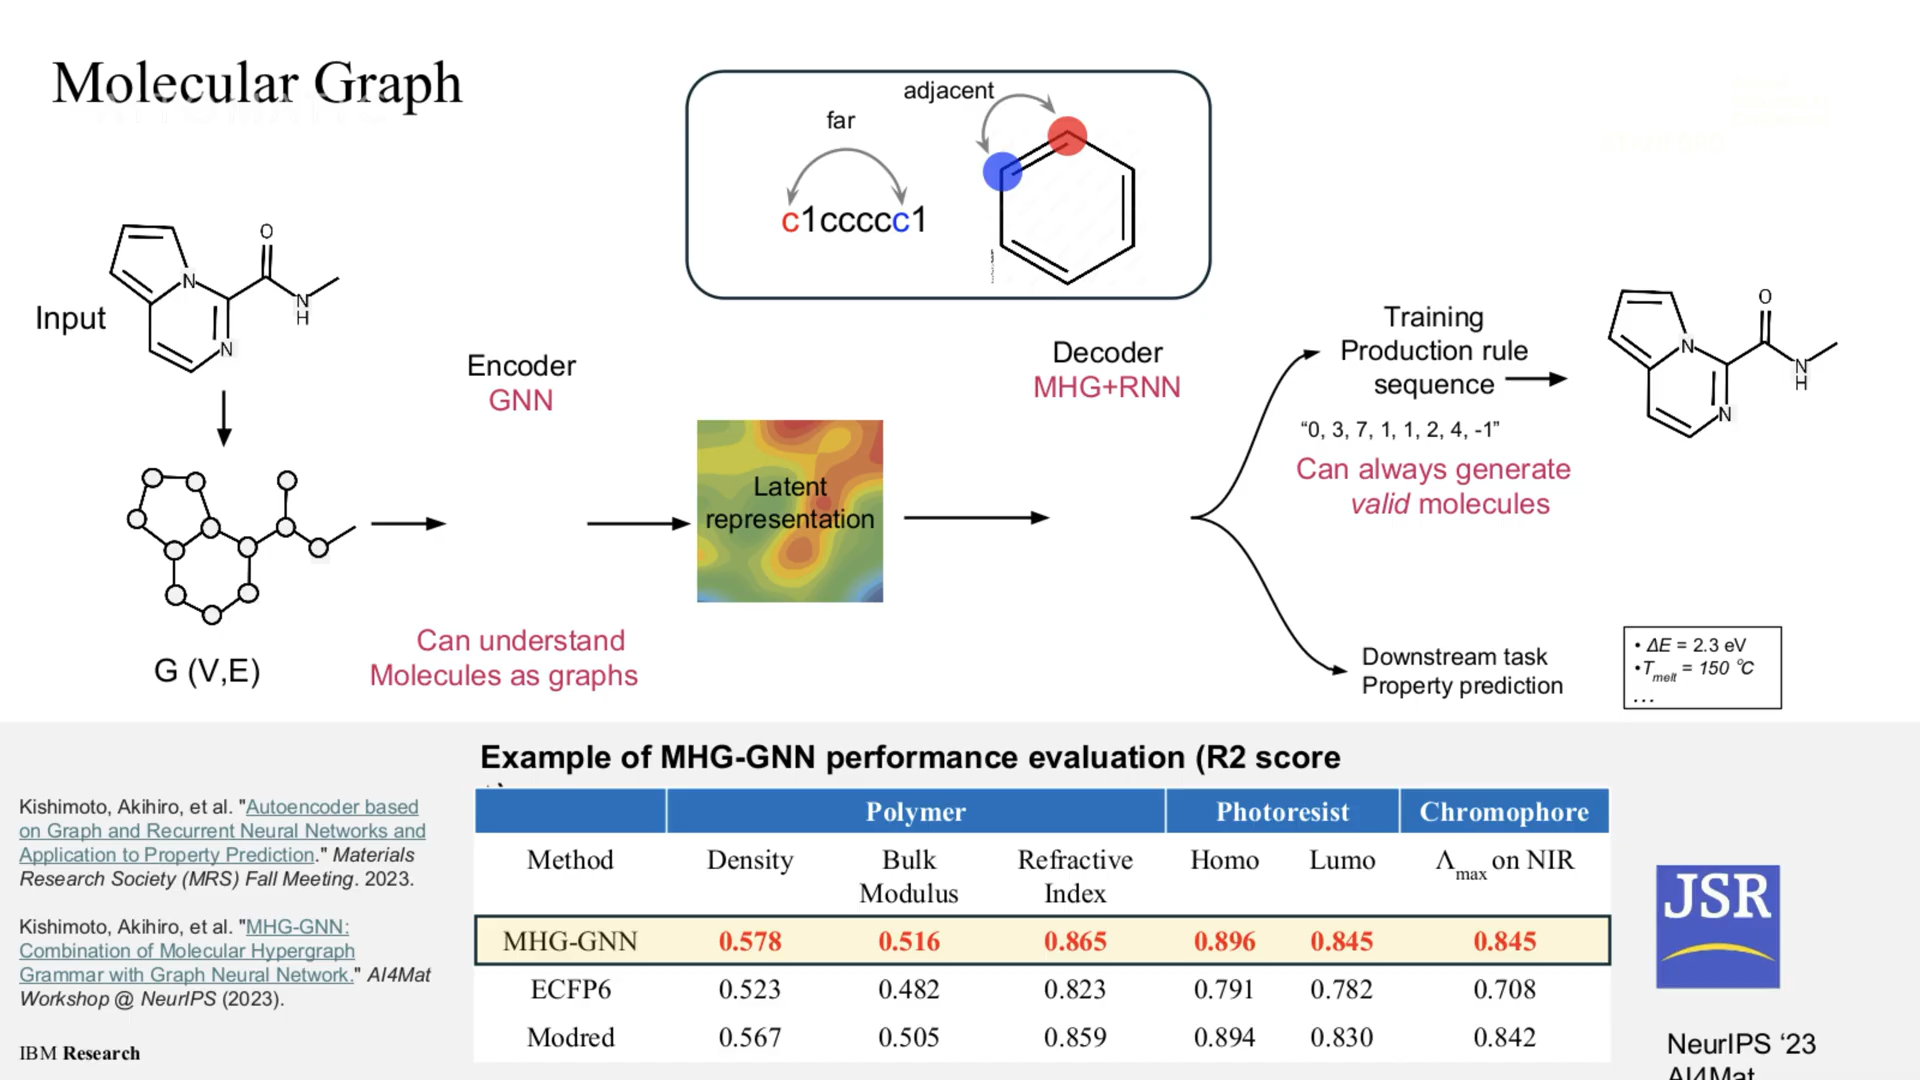 Molecular Graph
adjacent
far
c1ccccc1
Input
O
N
N
H
N
G (V,E)
Encoder
GNN
Can understand
Molecules as graphs
Latent
representation
Decoder
MHG+RNN
Training
Production rule
sequence
“0, 3, 7, 1, 1, 2, 4, -1”
Can always generate
valid molecules
O
N
N
H
N
Downstream task
Property prediction
• ΔE = 2.3 eV
•Tmelt = 150 °C
...
Example of MHG-GNN performance evaluation (R2 score
Polymer Photoresist Chromophore
Method Density Bulk Modulus Refractive Index Homo Lumo Λmax on NIR
MHG-GNN 0.578 0.516 0.865 0.896 0.845 0.845
ECFP6 0.523 0.482 0.823 0.791 0.782 0.708
Modred 0.567 0.505 0.859 0.894 0.830 0.842
Kishimoto, Akihiro, et al. "Autoencoder based
on Graph and Recurrent Neural Networks and
Application to Property Prediction." Materials
Research Society (MRS) Fall Meeting. 2023.
Kishimoto, Akihiro, et al. "MHG-GNN:
Combination of Molecular Hypergraph
Grammar with Graph Neural Network." AI4Mat
Workshop @ NeurIPS (2023).
IBM Research
JSR
NeurIPS ‘23
AI4Mat